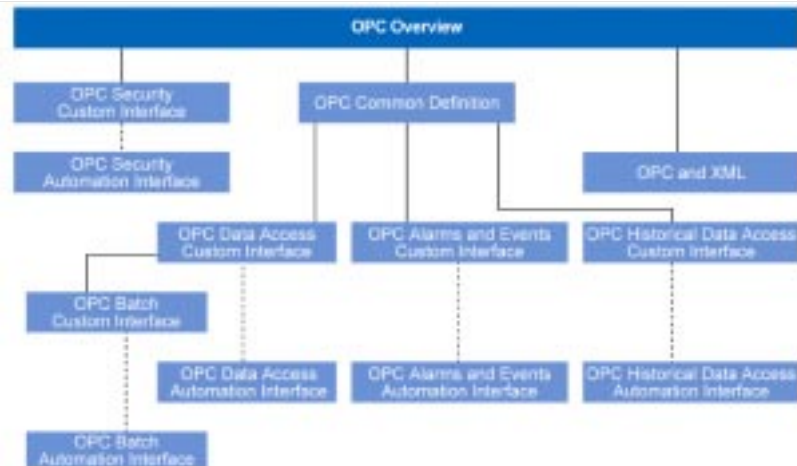 OPC Overview
OPC Security
Custom Interface
OPC Common Definition
OPC Security
Automation Interface
OPC and XML
OPC Data Access
Custom Interface
OPC Alarms and Events
Custom Interface
OPC Historical Data Access
Custom Interface
OPC Batch
Custom Interface
OPC Data Access
Automation Interface
OPC Alarms and Events
Automation Interface
OPC Historical Data Access
Automation Interface
OPC Batch
Automation Interface